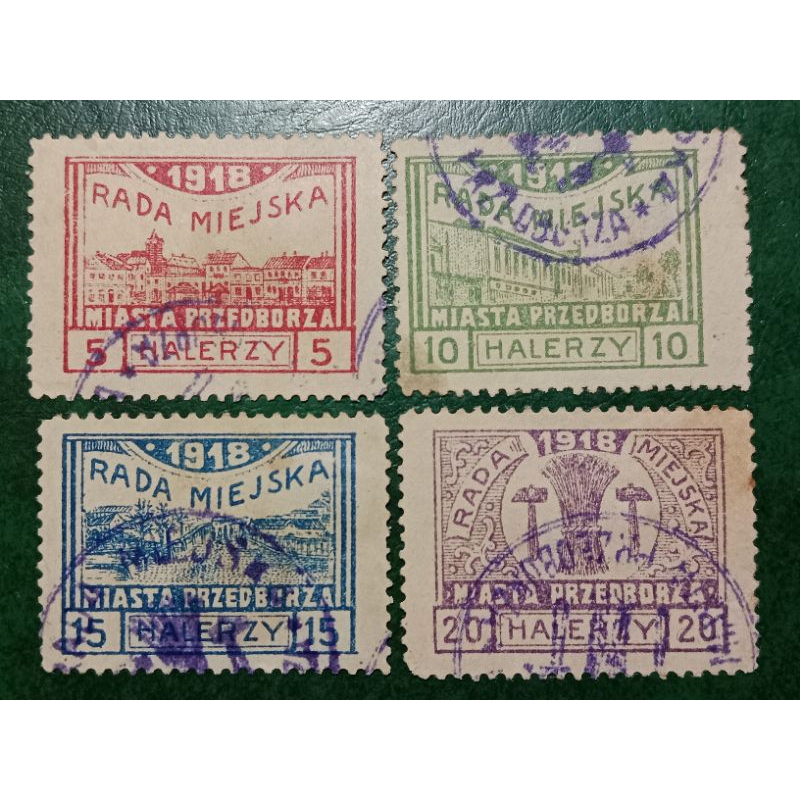 1918
RADA MIEJSKA
MIASTA PRZEDBORZA
5 HALERZY 5
1918
RADA MIEJSKA
MIASTA PRZEDBORZA
10 HALERZY 10
1918
RADA MIEJSKA
MIASTA PRZEDBORZA
15 HALERZY 15
1918
RADA MIEJSKA
MIASTA PRZEDBORZA
20 HALERZY 20